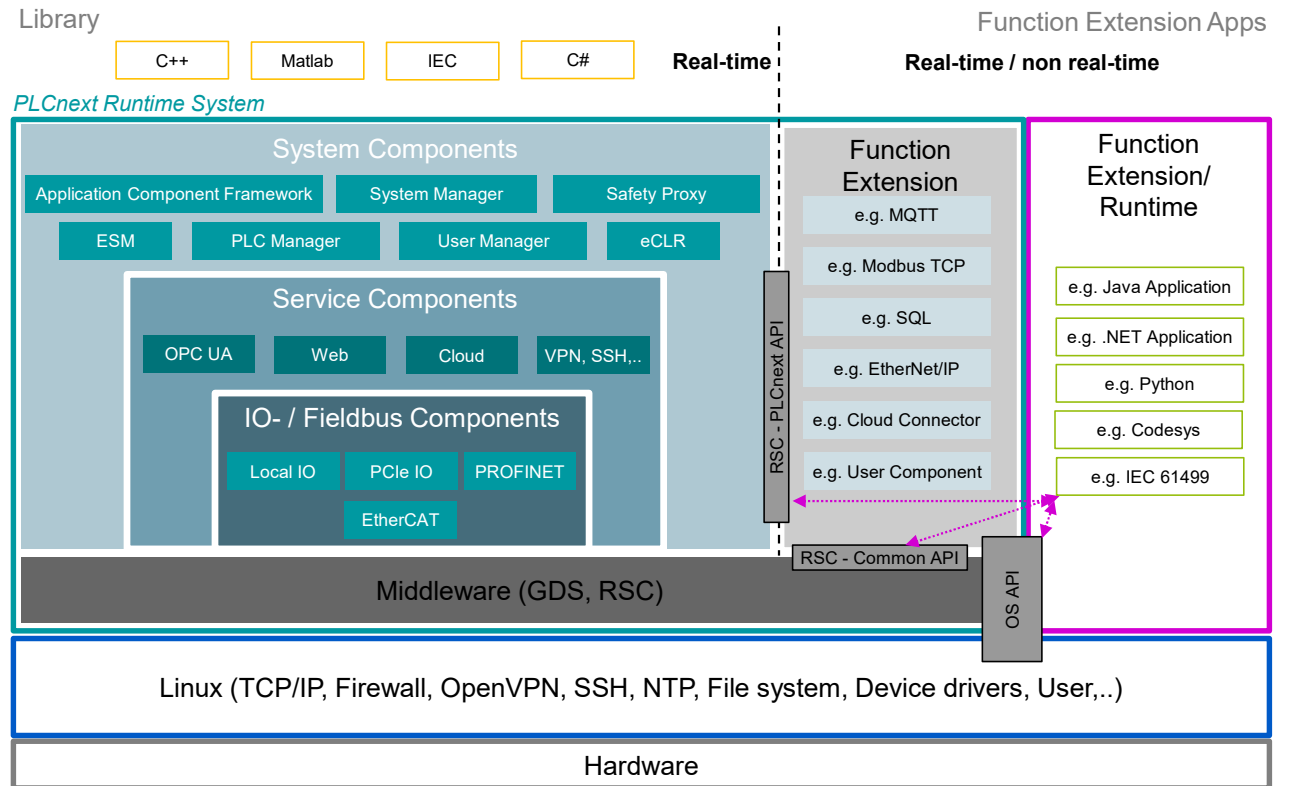 Library
Function Extension Apps
C++
Matlab
IEC
C#
Real-time
Real-time / non real-time
PLCnext Runtime System
System Components
Application Component Framework
System Manager
Safety Proxy
ESM
PLC Manager
User Manager
eCLR
Service Components
OPC UA
Web
Cloud
VPN, SSH,..
IO- / Fieldbus Components
Local IO
PCIe IO
PROFINET
EtherCAT
RSC - PLCnext API
Function
Extension
e.g. MQTT
e.g. Modbus TCP
e.g. SQL
e.g. EtherNet/IP
e.g. Cloud Connector
e.g. User Component
Function
Extension/
Runtime
e.g. Java Application
e.g. .NET Application
e.g. Python
e.g. Codesys
e.g. IEC 61499
RSC - Common API
OS API
Middleware (GDS, RSC)
Linux (TCP/IP, Firewall, OpenVPN, SSH, NTP, File system, Device drivers, User,..)
Hardware